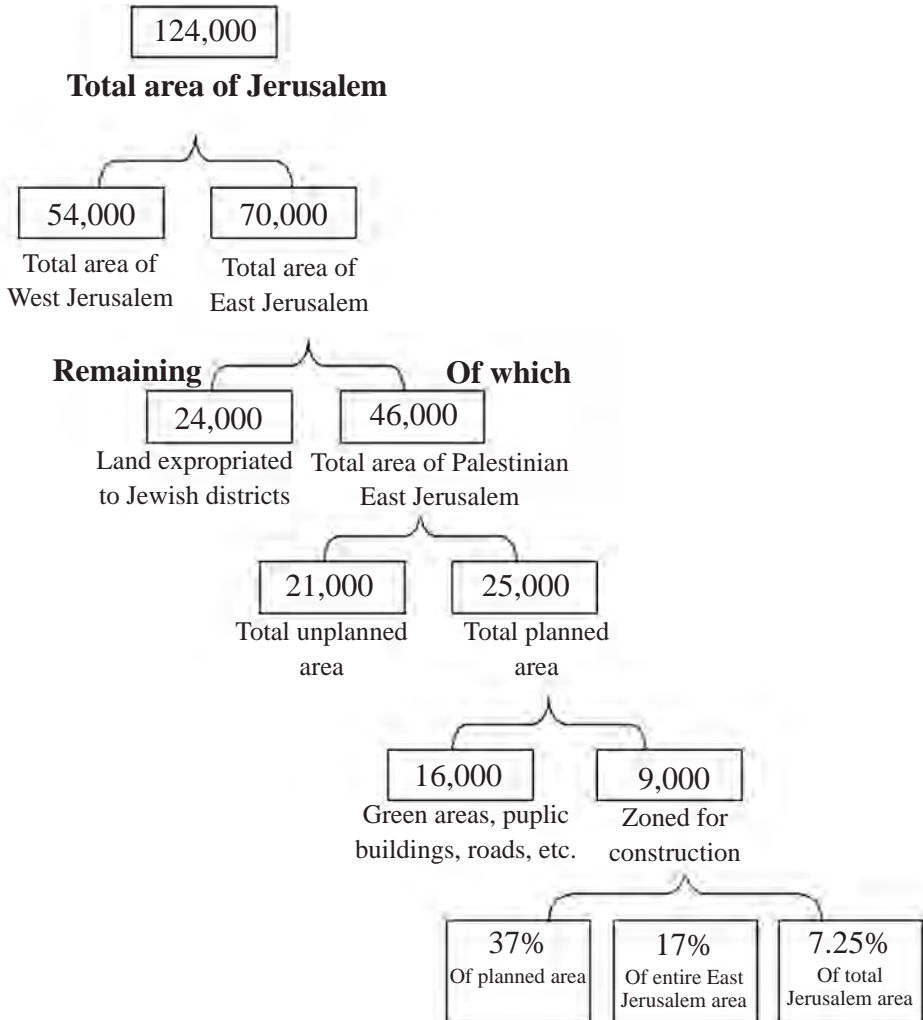 124,000
Total area of Jerusalem
54,000
70,000
Total area of
West Jerusalem
Total area of
East Jerusalem
Remaining
Of which
24,000
46,000
Land expropriated
to Jewish districts
Total area of Palestinian
East Jerusalem
21,000
25,000
Total unplanned
area
Total planned
area
16,000
9,000
Green areas, puplic
buildings, roads, etc.
Zoned for
construction
37%
Of planned area
17%
Of entire East
Jerusalem area
7.25%
Of total
Jerusalem area